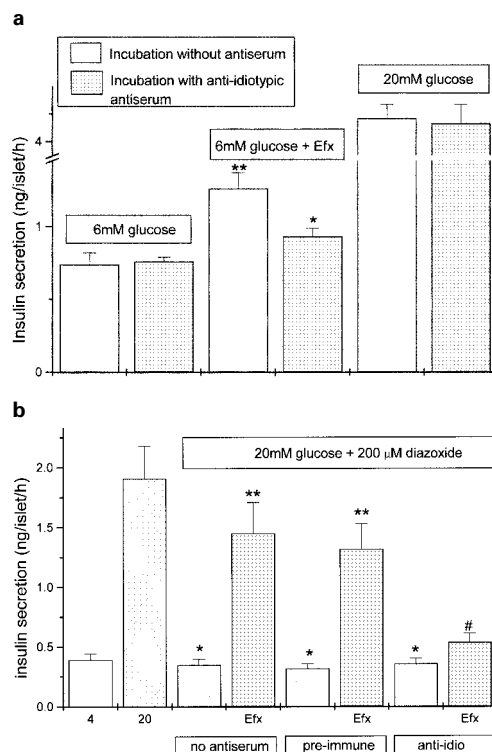 a
Incubation without antiserum
Incubation with anti-idiotypic
antiserum
20mM glucose
4
6mM glucose + Efx
**
*
1
6mM glucose
0
Insulin secretion (ng/islet/h)
b
20mM glucose + 200 μM diazoxide
2.0
**
**
1.5
1.0
#
*
*
*
0.5
0.0
insulin secretion (ng/islet/h)
4 20 Efx Efx Efx
no antiserum pre-immune anti-idio